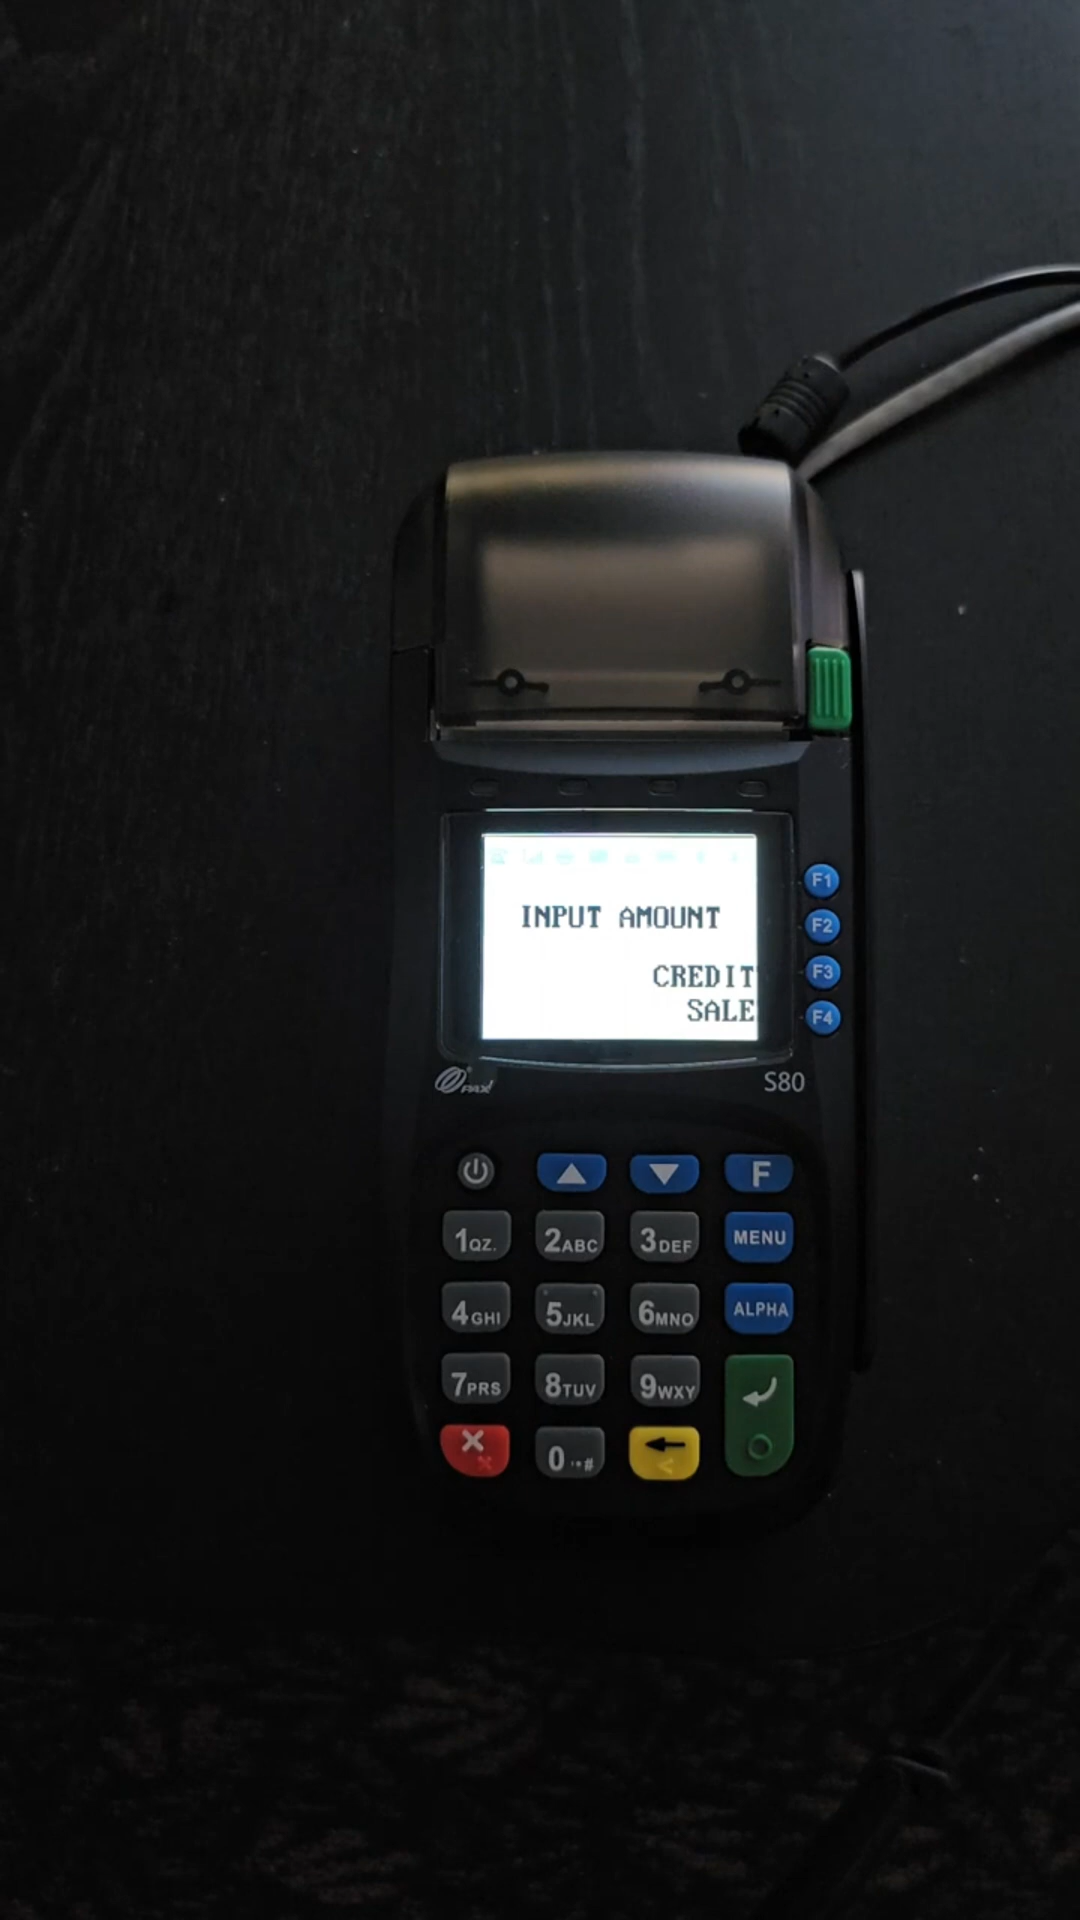 INPUT AMOUNT
CREDIT
SALE
F1
F2
F3
F4
PAX
S80
F
1QZ.
2ABC
3DEF
MENU
4GHI
5JKL
6MNO
ALPHA
7PRS
8TUV
9WXY
0.*#